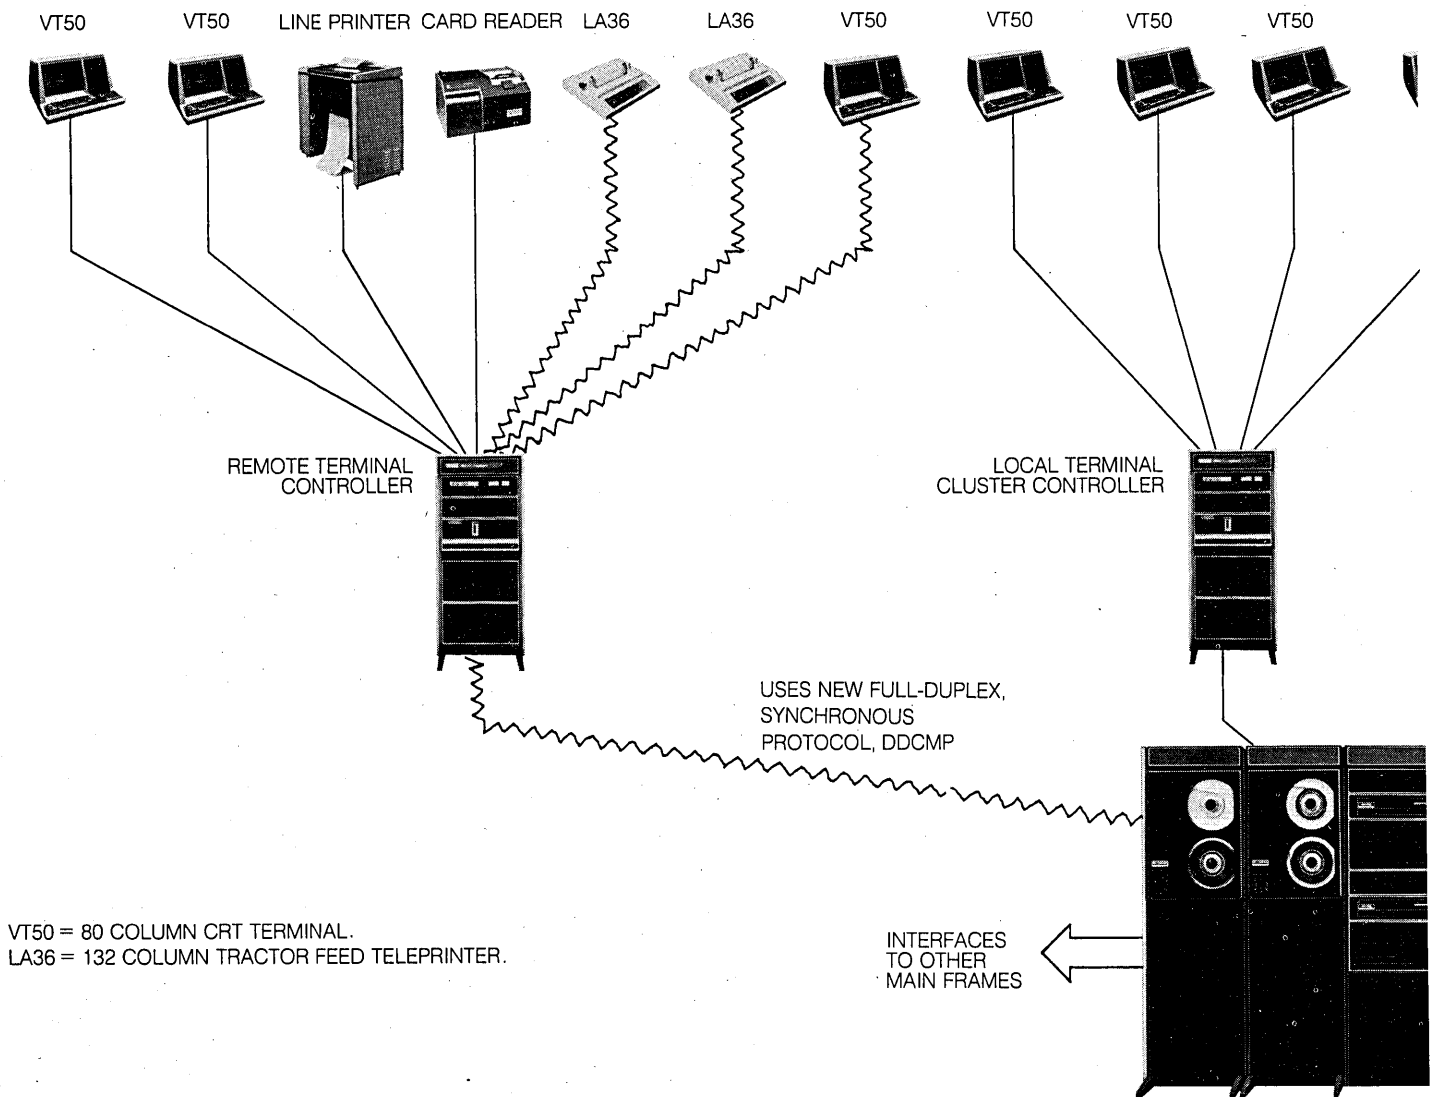 VT50 VT50 LINE PRINTER CARD READER LA36 LA36 VT50 VT50 VT50 VT50
REMOTE TERMINAL
CONTROLLER
LOCAL TERMINAL
CLUSTER CONTROLLER
USES NEW FULL-DUPLEX,
SYNCHRONOUS
PROTOCOL, DDCMP
VT50 = 80 COLUMN CRT TERMINAL.
LA36 = 132 COLUMN TRACTOR FEED TELEPRINTER.
INTERFACES
TO OTHER
MAIN FRAMES